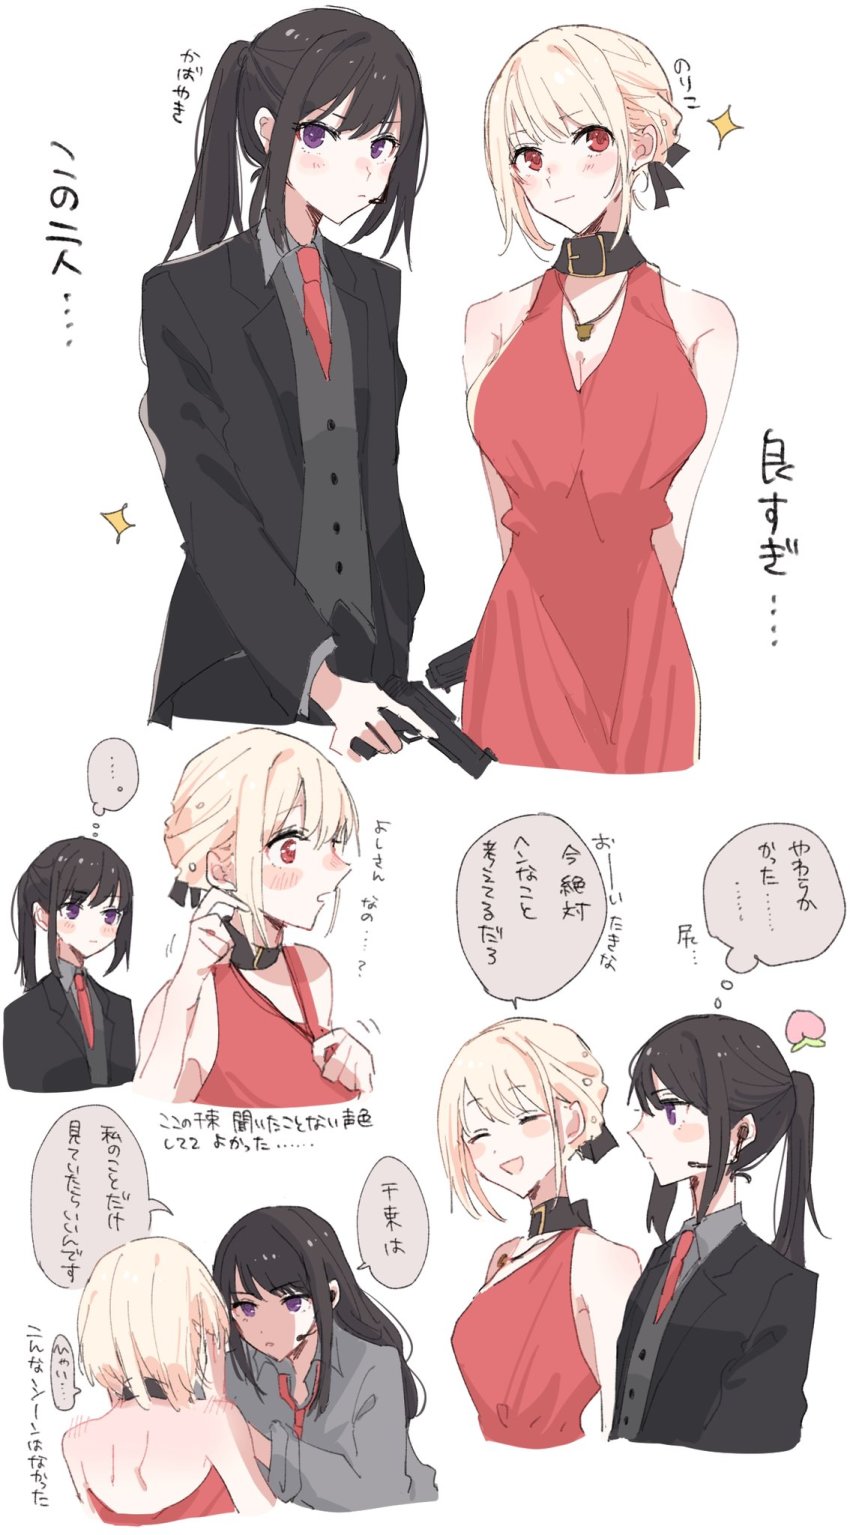 かばやき
のりこ
この二人…
良すぎ…
……。
よしさん
なの……?
ここの千束 聞いたことない声色
してて よかった……
おーーいたきな
今絶対
ヘンなこと
考えてるだろ
やわらか
かった………
……
尻…
千束は
私のことだけ
見ていたらいいんです
ひゃい…
こんなシーンはなかった